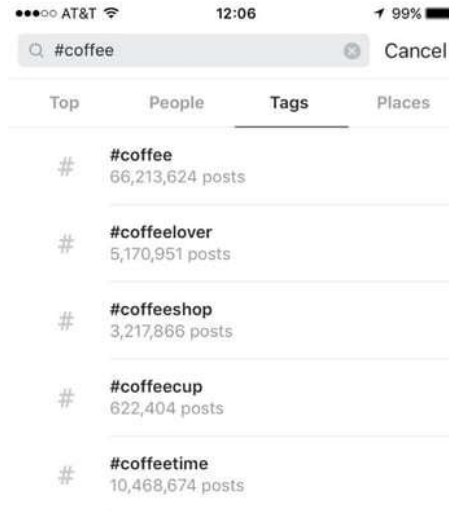 AT&T 12:06 99%
#coffee Cancel
Top People Tags Places
# #coffee
66,213,624 posts
# #coffeelover
5,170,951 posts
# #coffeeshop
3,217,866 posts
# #coffeecup
622,404 posts
# #coffeetime
10,468,674 posts